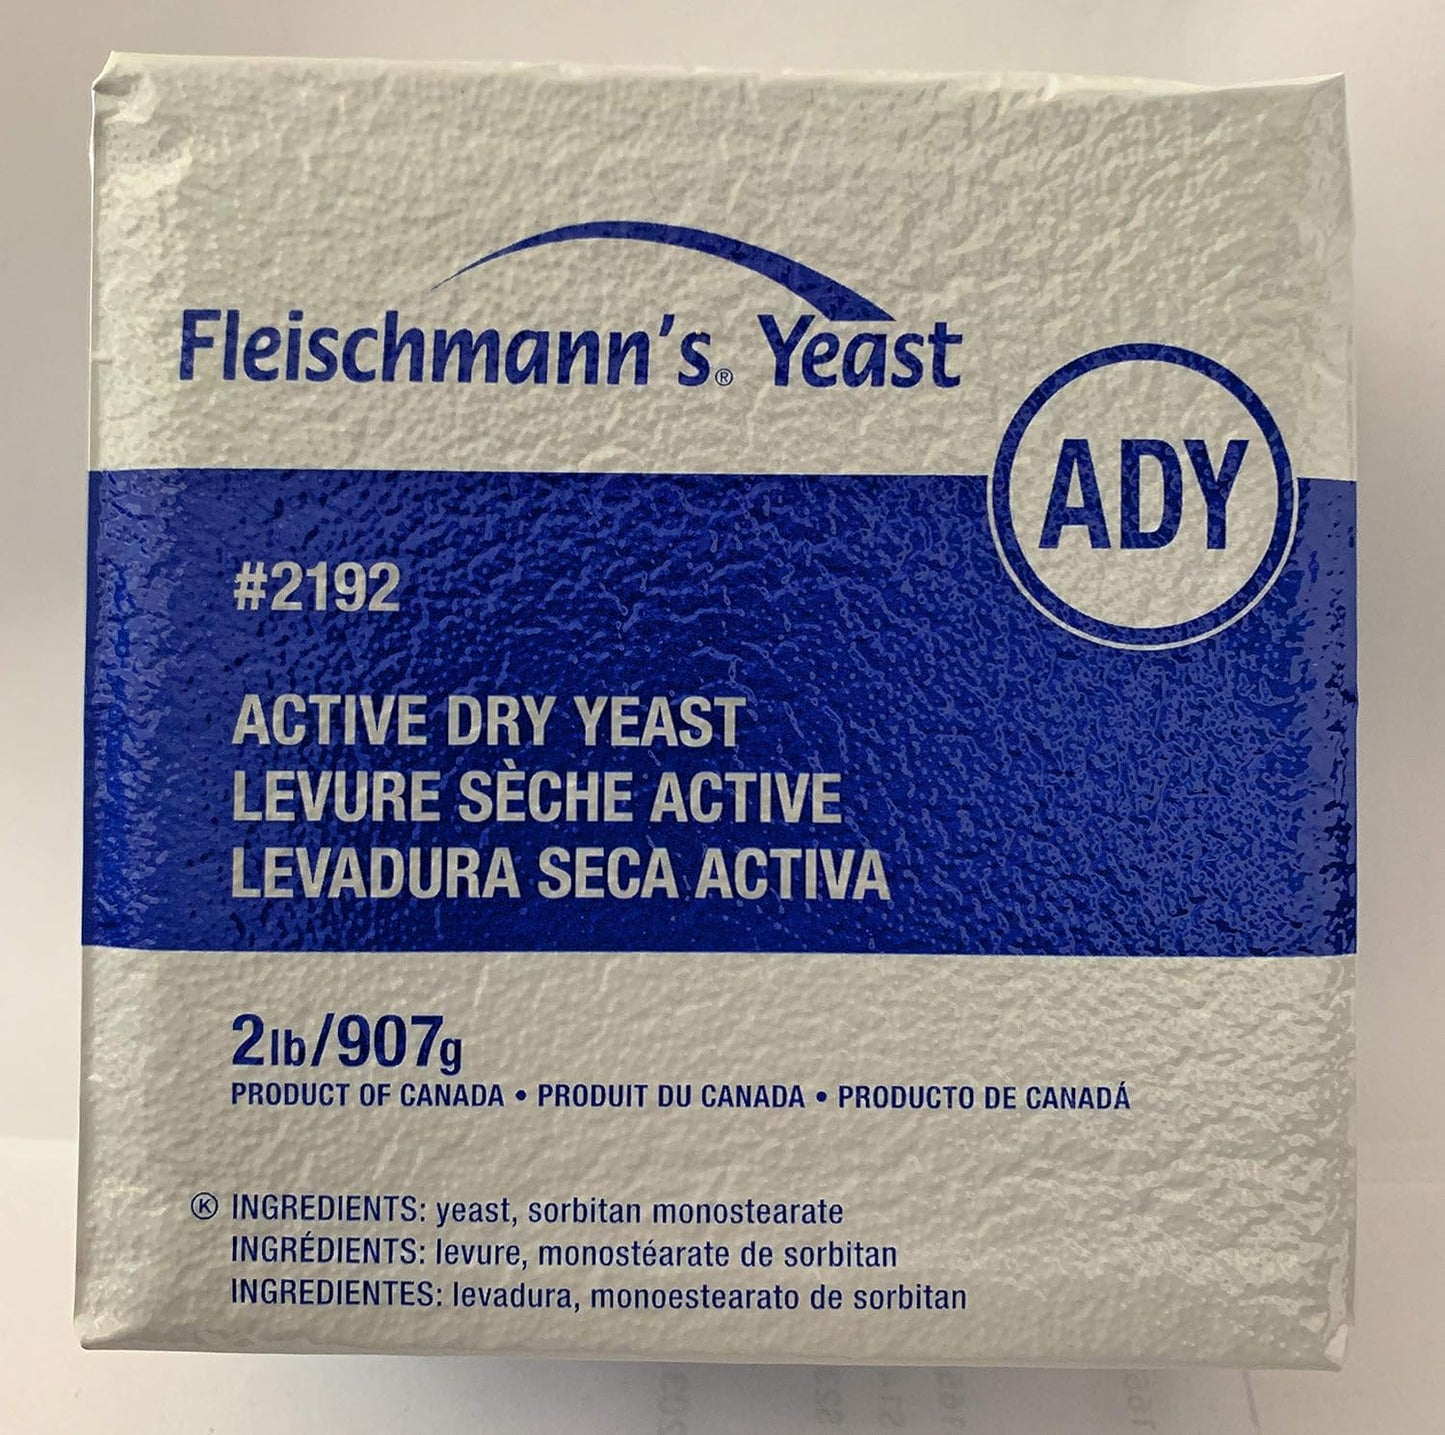 Fleischmann's® Yeast
ADY
#2192
ACTIVE DRY YEAST
LEVURE SÈCHE ACTIVE
LEVADURA SECA ACTIVA
2lb/907g
PRODUCT OF CANADA • PRODUIT DU CANADA • PRODUCTO DE CANADÁ
Ⓚ INGREDIENTS: yeast, sorbitan monostearate
INGRÉDIENTS: levure, monostéarate de sorbitan
INGREDIENTES: levadura, monoestearato de sorbitan